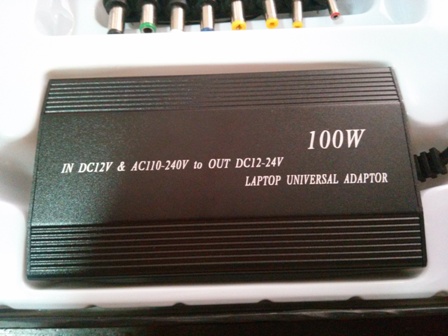 100W
IN DC12V & AC110-240V to OUT DC12-24V
LAPTOP UNIVERSAL ADAPTOR